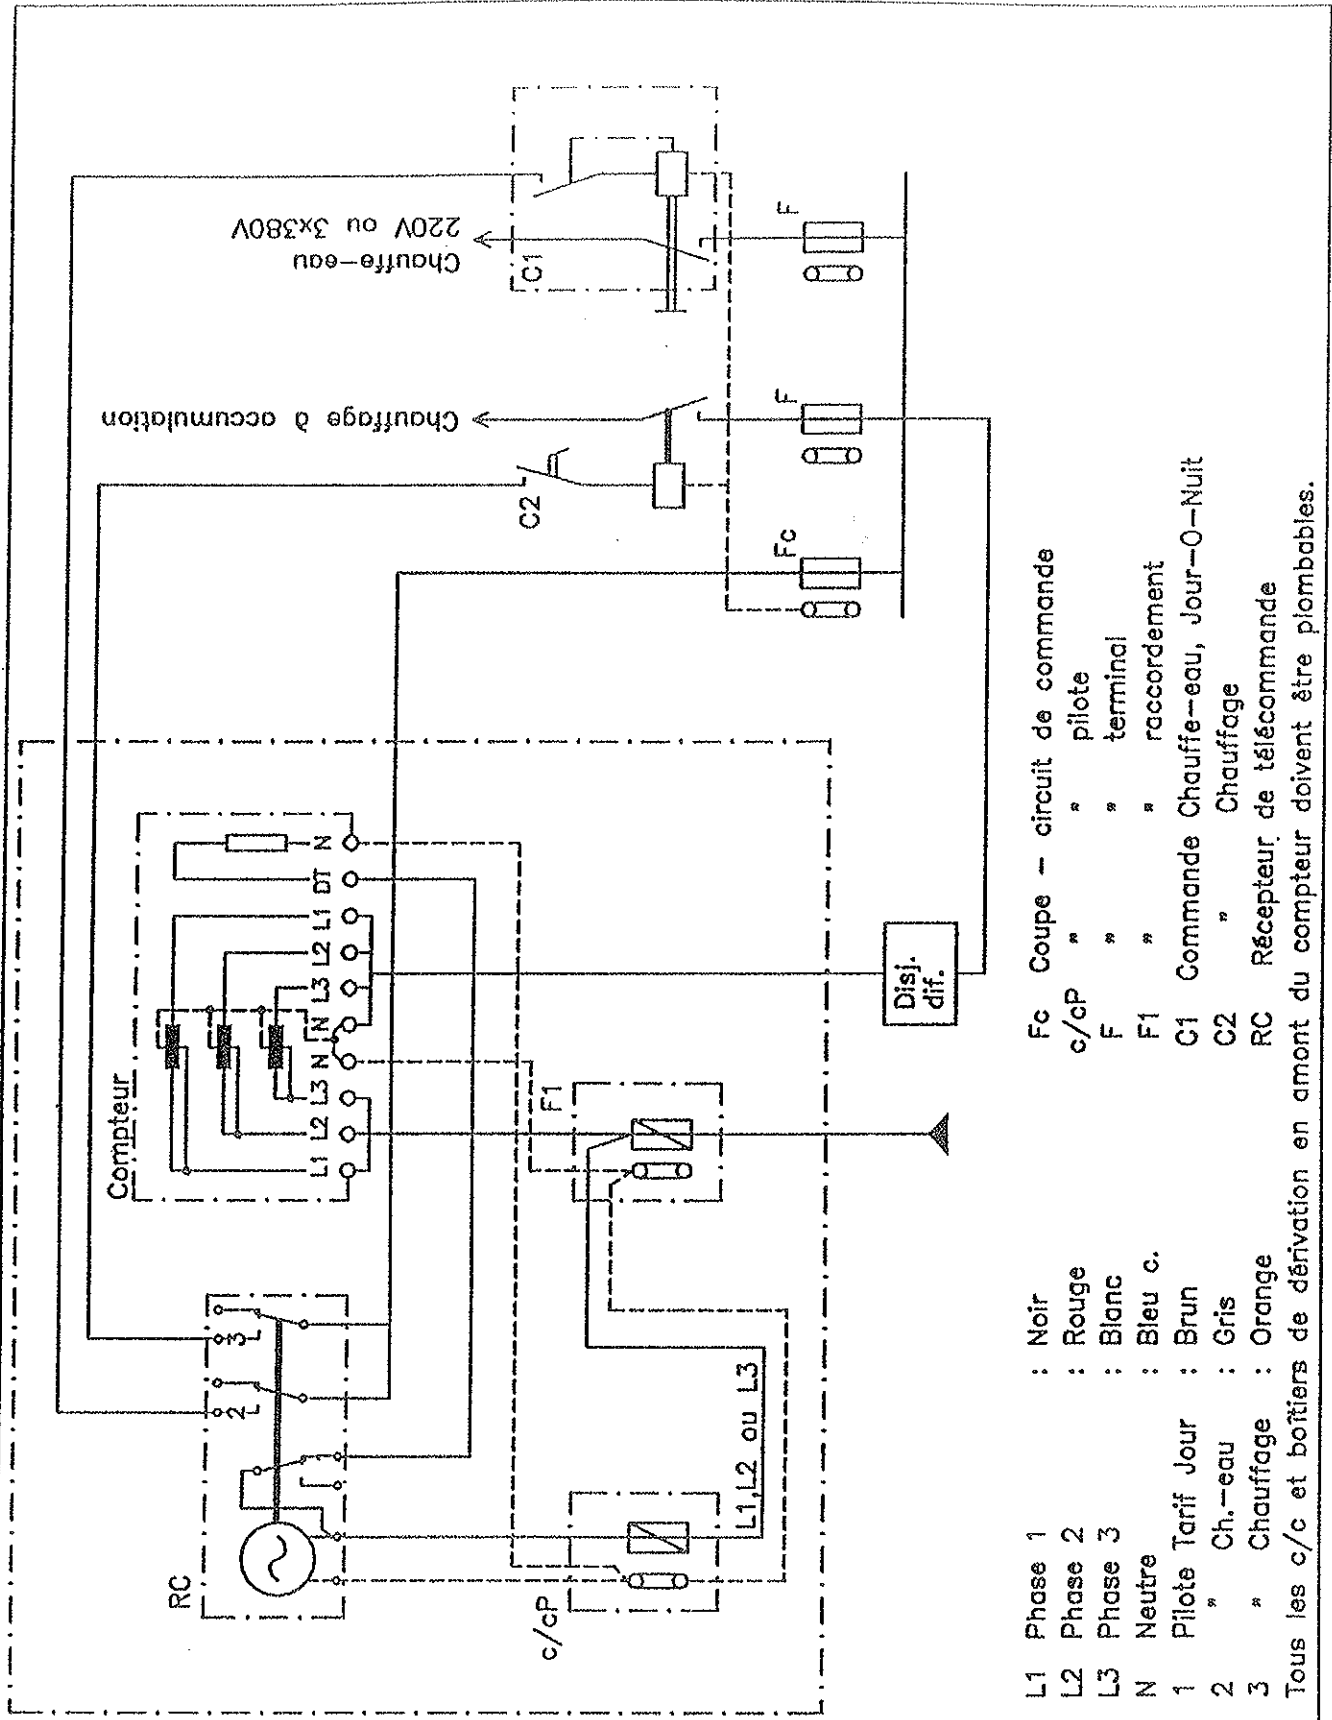 RC
3
2
c/cP
L1,L2 ou L3
Compteur
L1 L2 L3 N N L3 L2 L1 DT N
F1
Disj.
dif.
C2
Chauffage à accumulation
Chauffe-eau
220V ou 3x380V
C1
Fc
F
F
L1 Phase 1 : Noir
L2 Phase 2 : Rouge
L3 Phase 3 : Blanc
N Neutre : Bleu c.
1 Pilote Tarif Jour : Brun
2 " Ch.-eau : Gris
3 " Chauffage : Orange
Fc Coupe - circuit de commande
c/cP " " pilote
F " " terminal
F1 " " raccordement
C1 Commande Chauffe-eau, Jour-O-Nuit
C2 " Chauffage
RC Récepteur de télécommande
Tous les c/c et boîtiers de dérivation en amont du compteur doivent être plombables.